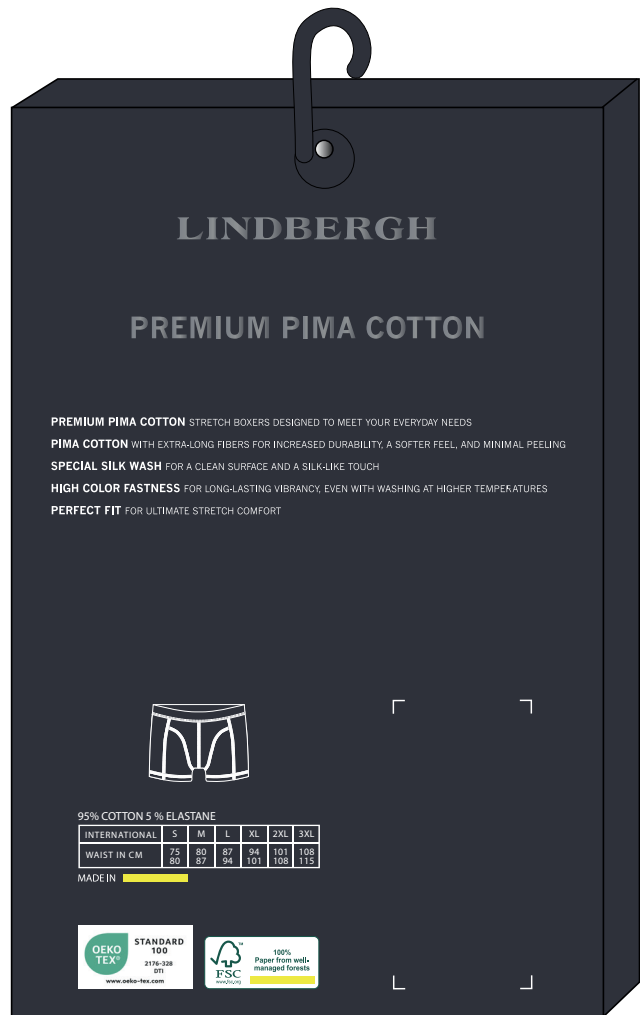 LINDBERGH
PREMIUM PIMA COTTON
PREMIUM PIMA COTTON STRETCH BOXERS DESIGNED TO MEET YOUR EVERYDAY NEEDS
PIMA COTTON WITH EXTRA-LONG FIBERS FOR INCREASED DURABILITY, A SOFTER FEEL, AND MINIMAL PEELING
SPECIAL SILK WASH FOR A CLEAN SURFACE AND A SILK-LIKE TOUCH
HIGH COLOR FASTNESS FOR LONG-LASTING VIBRANCY, EVEN WITH WASHING AT HIGHER TEMPERATURES
PERFECT FIT FOR ULTIMATE STRETCH COMFORT
95% COTTON 5 % ELASTANE
INTERNATIONAL S M L XL 2XL 3XL
WAIST IN CM 75 80 87 94 101 108
80 87 94 101 108 115
MADE IN
OEKO
TEX®
STANDARD
100
2176-328
DTI
www.oeko-tex.com
™
FSC
www.fsc.org
100%
Paper from well-
managed forests